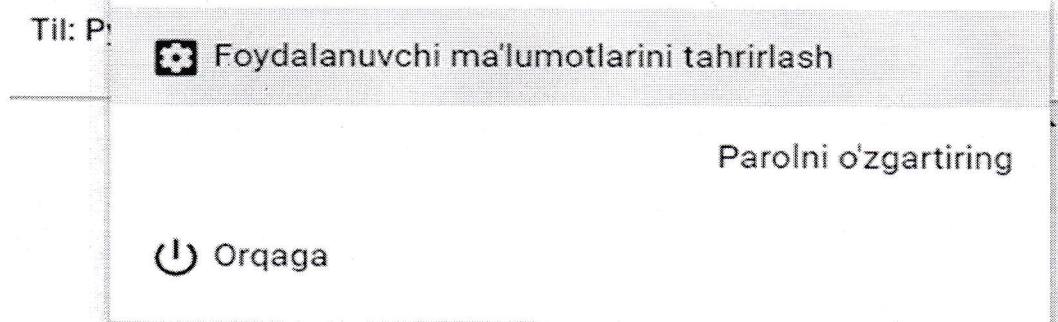 Til:
Foydalanuvchi ma'lumotlarini tahrirlash
Parolni o'zgartiring
Orqaga